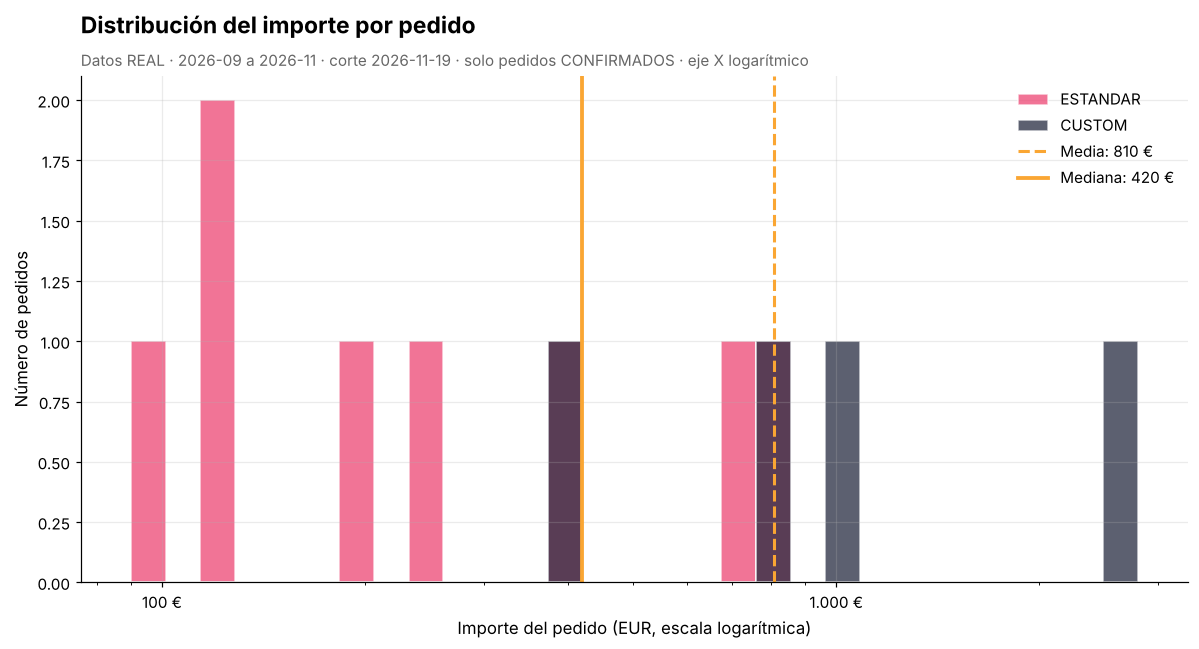 Distribución del importe por pedido
Datos REAL · 2026-09 a 2026-11 · corte 2026-11-19 · solo pedidos CONFIRMADOS · eje X logarítmico
ESTANDAR
CUSTOM
Media: 810 €
Mediana: 420 €
Número de pedidos
2.00
1.75
1.50
1.25
1.00
0.75
0.50
0.25
0.00
100 €
1.000 €
Importe del pedido (EUR, escala logarítmica)